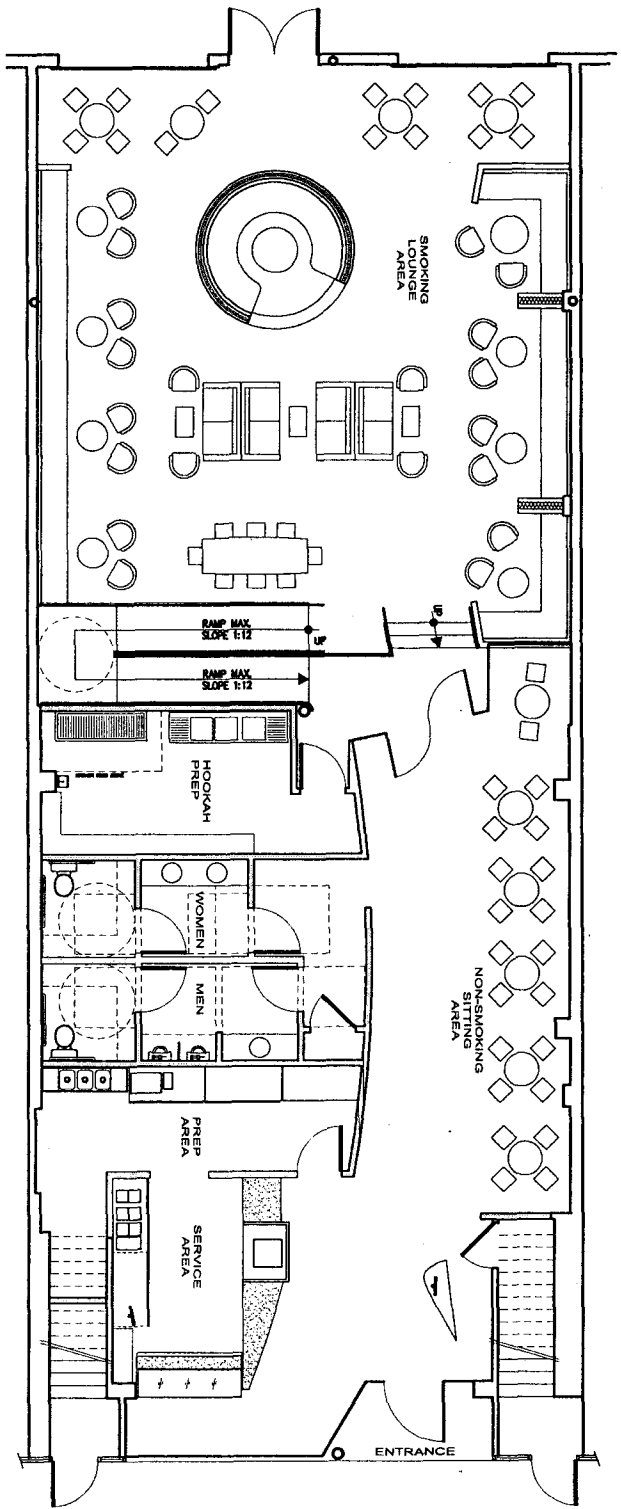 SMOKING
LOUNGE
AREA
UP
RAMP MAX.
SLOPE 1:12
UP
RAMP MAX.
SLOPE 1:12
HOOKAH
PREP
WOMEN
MEN
NON-SMOKING
SITTING
AREA
PREP
AREA
SERVICE
AREA
ENTRANCE